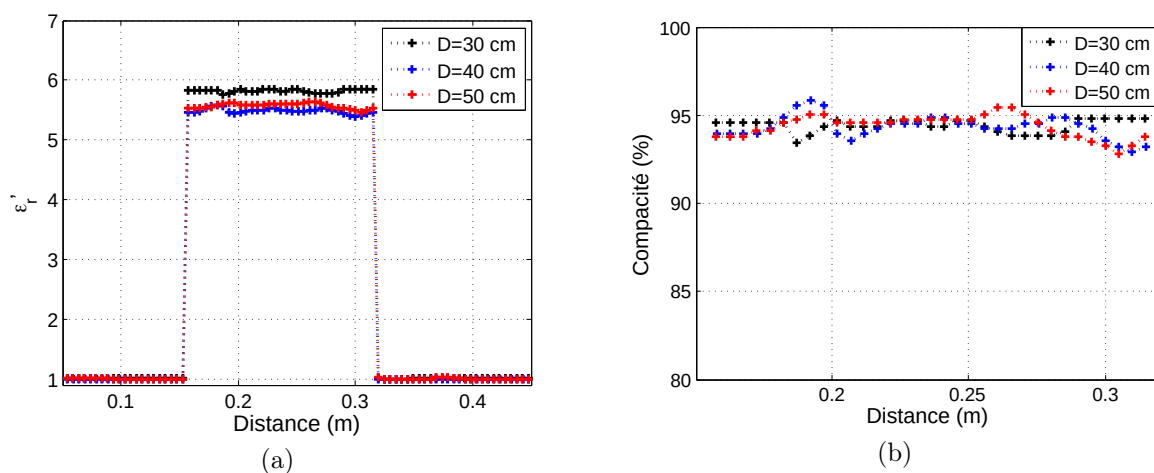 7
6
5
4
3
2
1
εr’
0.1 0.2 0.3 0.4
Distance (m)
D=30 cm
D=40 cm
D=50 cm
(a)
100
95
90
85
80
Compacité (%)
0.2 0.25 0.3
Distance (m)
D=30 cm
D=40 cm
D=50 cm
(b)